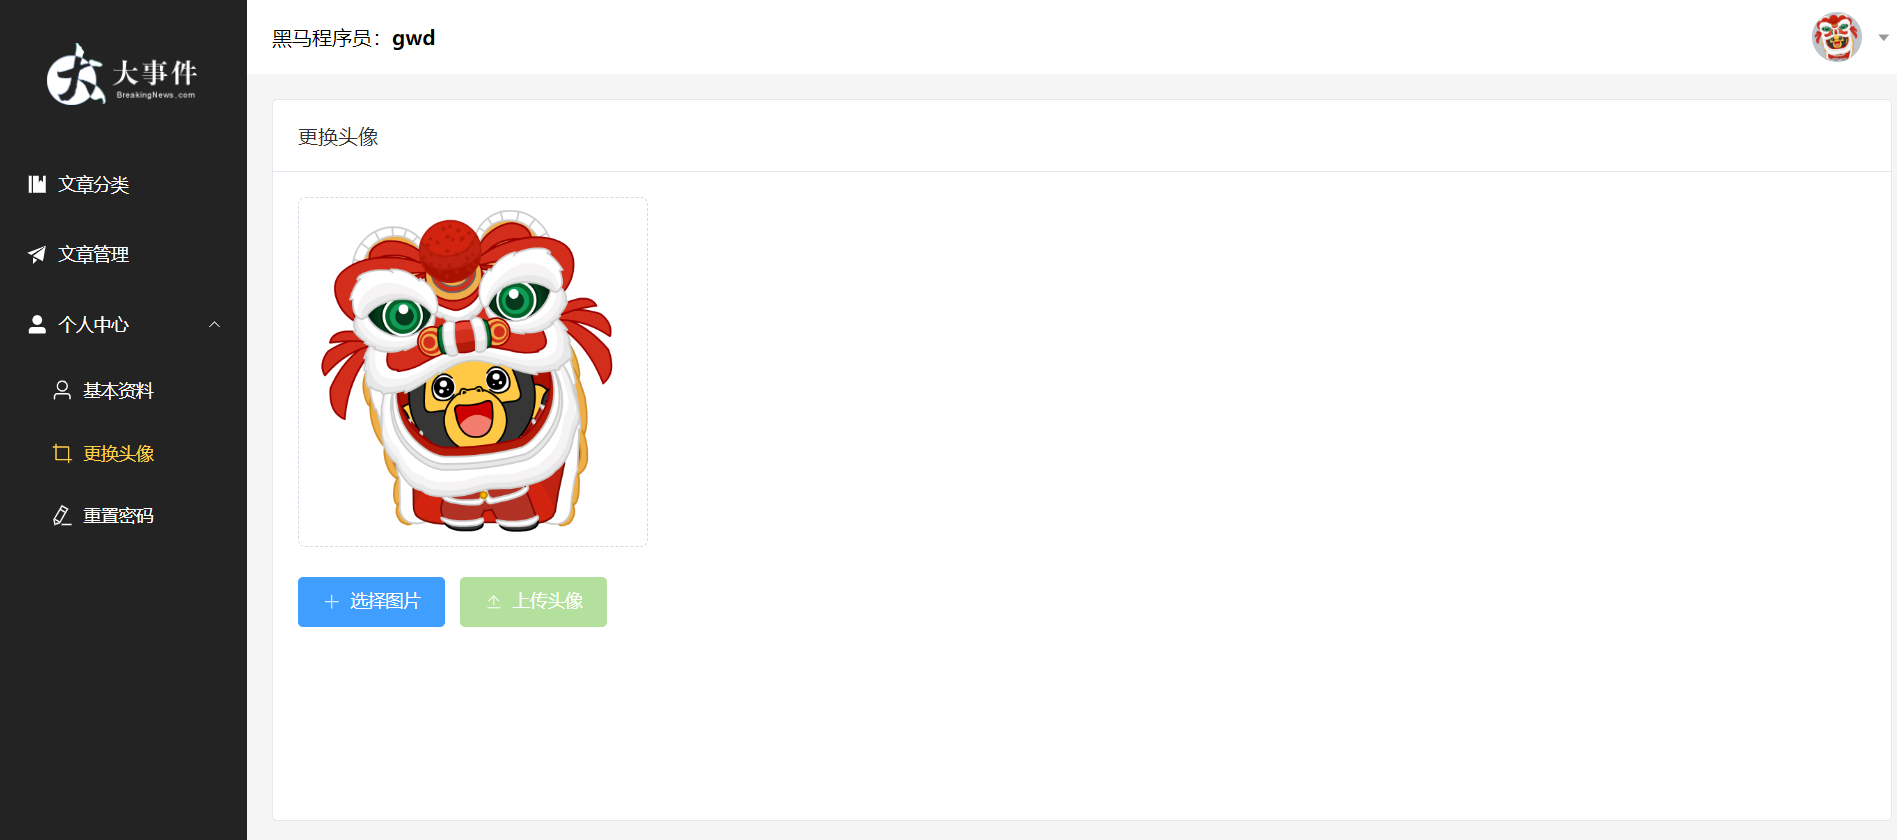 大事件
BreakingNews.com
文章分类
文章管理
个人中心
基本资料
更换头像
重置密码
黑马程序员：gwd
更换头像
选择图片
上传头像